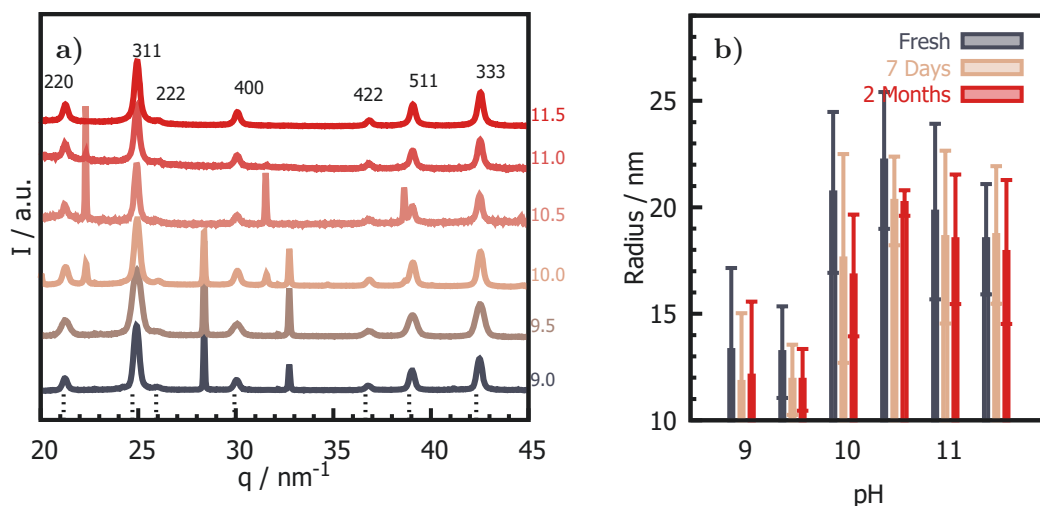 a)
311
220
222
400
422
511
333
11.5
11.0
10.5
10.0
9.5
9.0
I / a.u.
20 25 30 35 40 45
q / nm-1
b)
Fresh
7 Days
2 Months
Radius / nm
25
20
15
10
9 10 11
pH